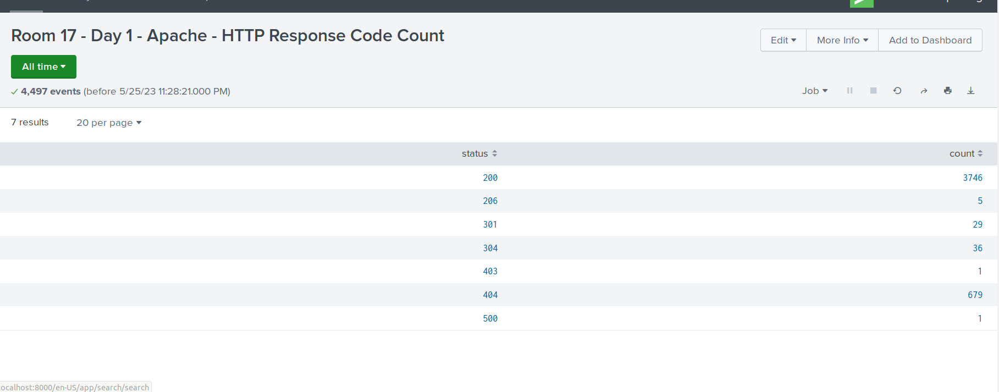 Room 17 - Day 1 - Apache - HTTP Response Code Count
Edit More Info Add to Dashboard
All time
4,497 events (before 5/25/23 11:28:21.000 PM)
Job
7 results 20 per page
status count
200 3746
206 5
301 29
304 36
403 1
404 679
500 1
ocalhost:8000/en-US/app/search/search